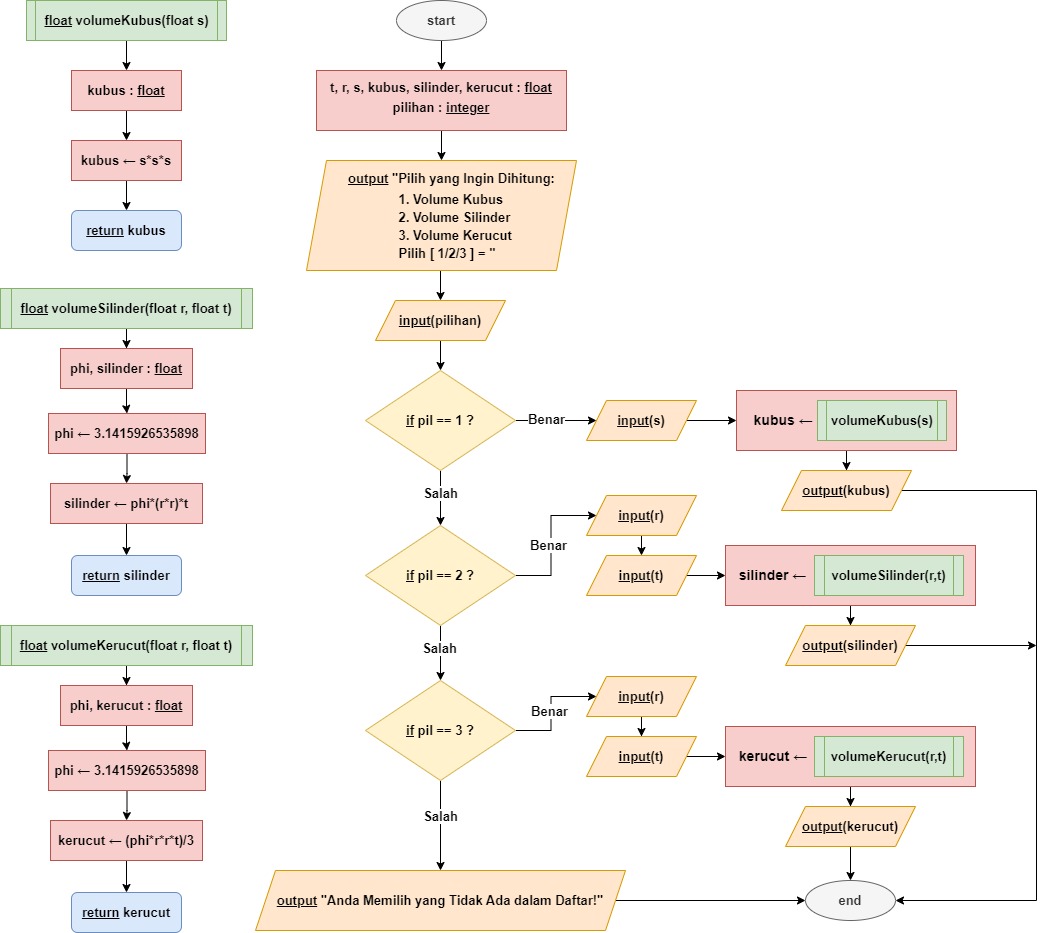 float volumeKubus(float s)
kubus : float
kubus ← s*s*s
return kubus
float volumeSilinder(float r, float t)
phi, silinder : float
phi ← 3.1415926535898
silinder ← phi*(r*r)*t
return silinder
float volumeKerucut(float r, float t)
phi, kerucut : float
phi ← 3.1415926535898
kerucut ← (phi*r*r*t)/3
return kerucut
start
t, r, s, kubus, silinder, kerucut : float
pilihan : integer
output "Pilih yang Ingin Dihitung:
1. Volume Kubus
2. Volume Silinder
3. Volume Kerucut
Pilih [ 1/2/3 ] = "
input(pilihan)
if pil == 1 ?
Benar
input(s)
kubus ← volumeKubus(s)
output(kubus)
Salah
if pil == 2 ?
Benar
input(r)
input(t)
silinder ← volumeSilinder(r,t)
output(silinder)
Salah
if pil == 3 ?
Benar
input(r)
input(t)
kerucut ← volumeKerucut(r,t)
output(kerucut)
Salah
output "Anda Memilih yang Tidak Ada dalam Daftar!"
end